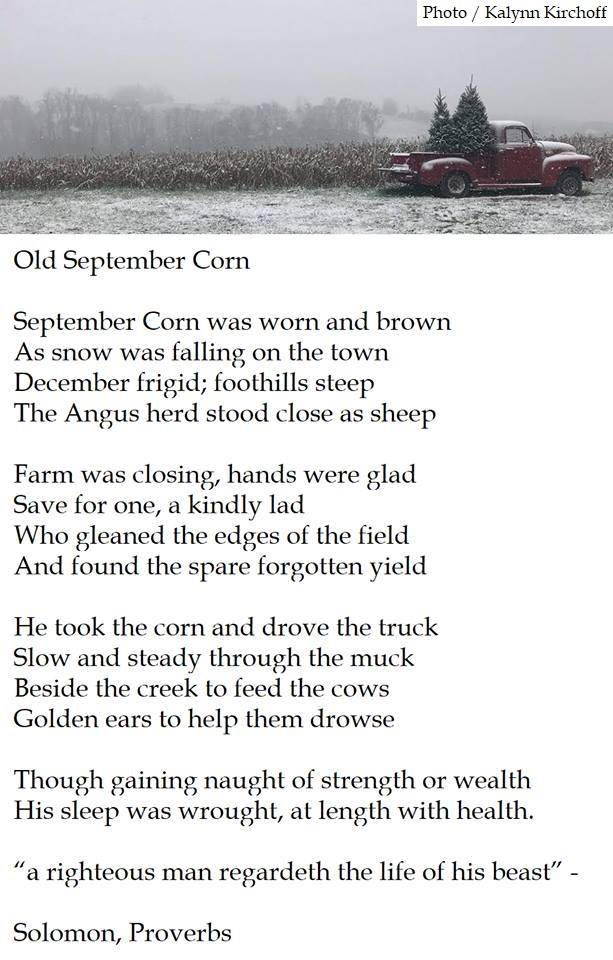 Photo / Kalynn Kirchoff
Old September Corn
September Corn was worn and brown
As snow was falling on the town
December frigid; foothills steep
The Angus herd stood close as sheep
Farm was closing, hands were glad
Save for one, a kindly lad
Who gleaned the edges of the field
And found the spare forgotten yield
He took the corn and drove the truck
Slow and steady through the muck
Beside the creek to feed the cows
Golden ears to help them drowse
Though gaining naught of strength or wealth
His sleep was wrought, at length with health.
“a righteous man regardeth the life of his beast” -
Solomon, Proverbs